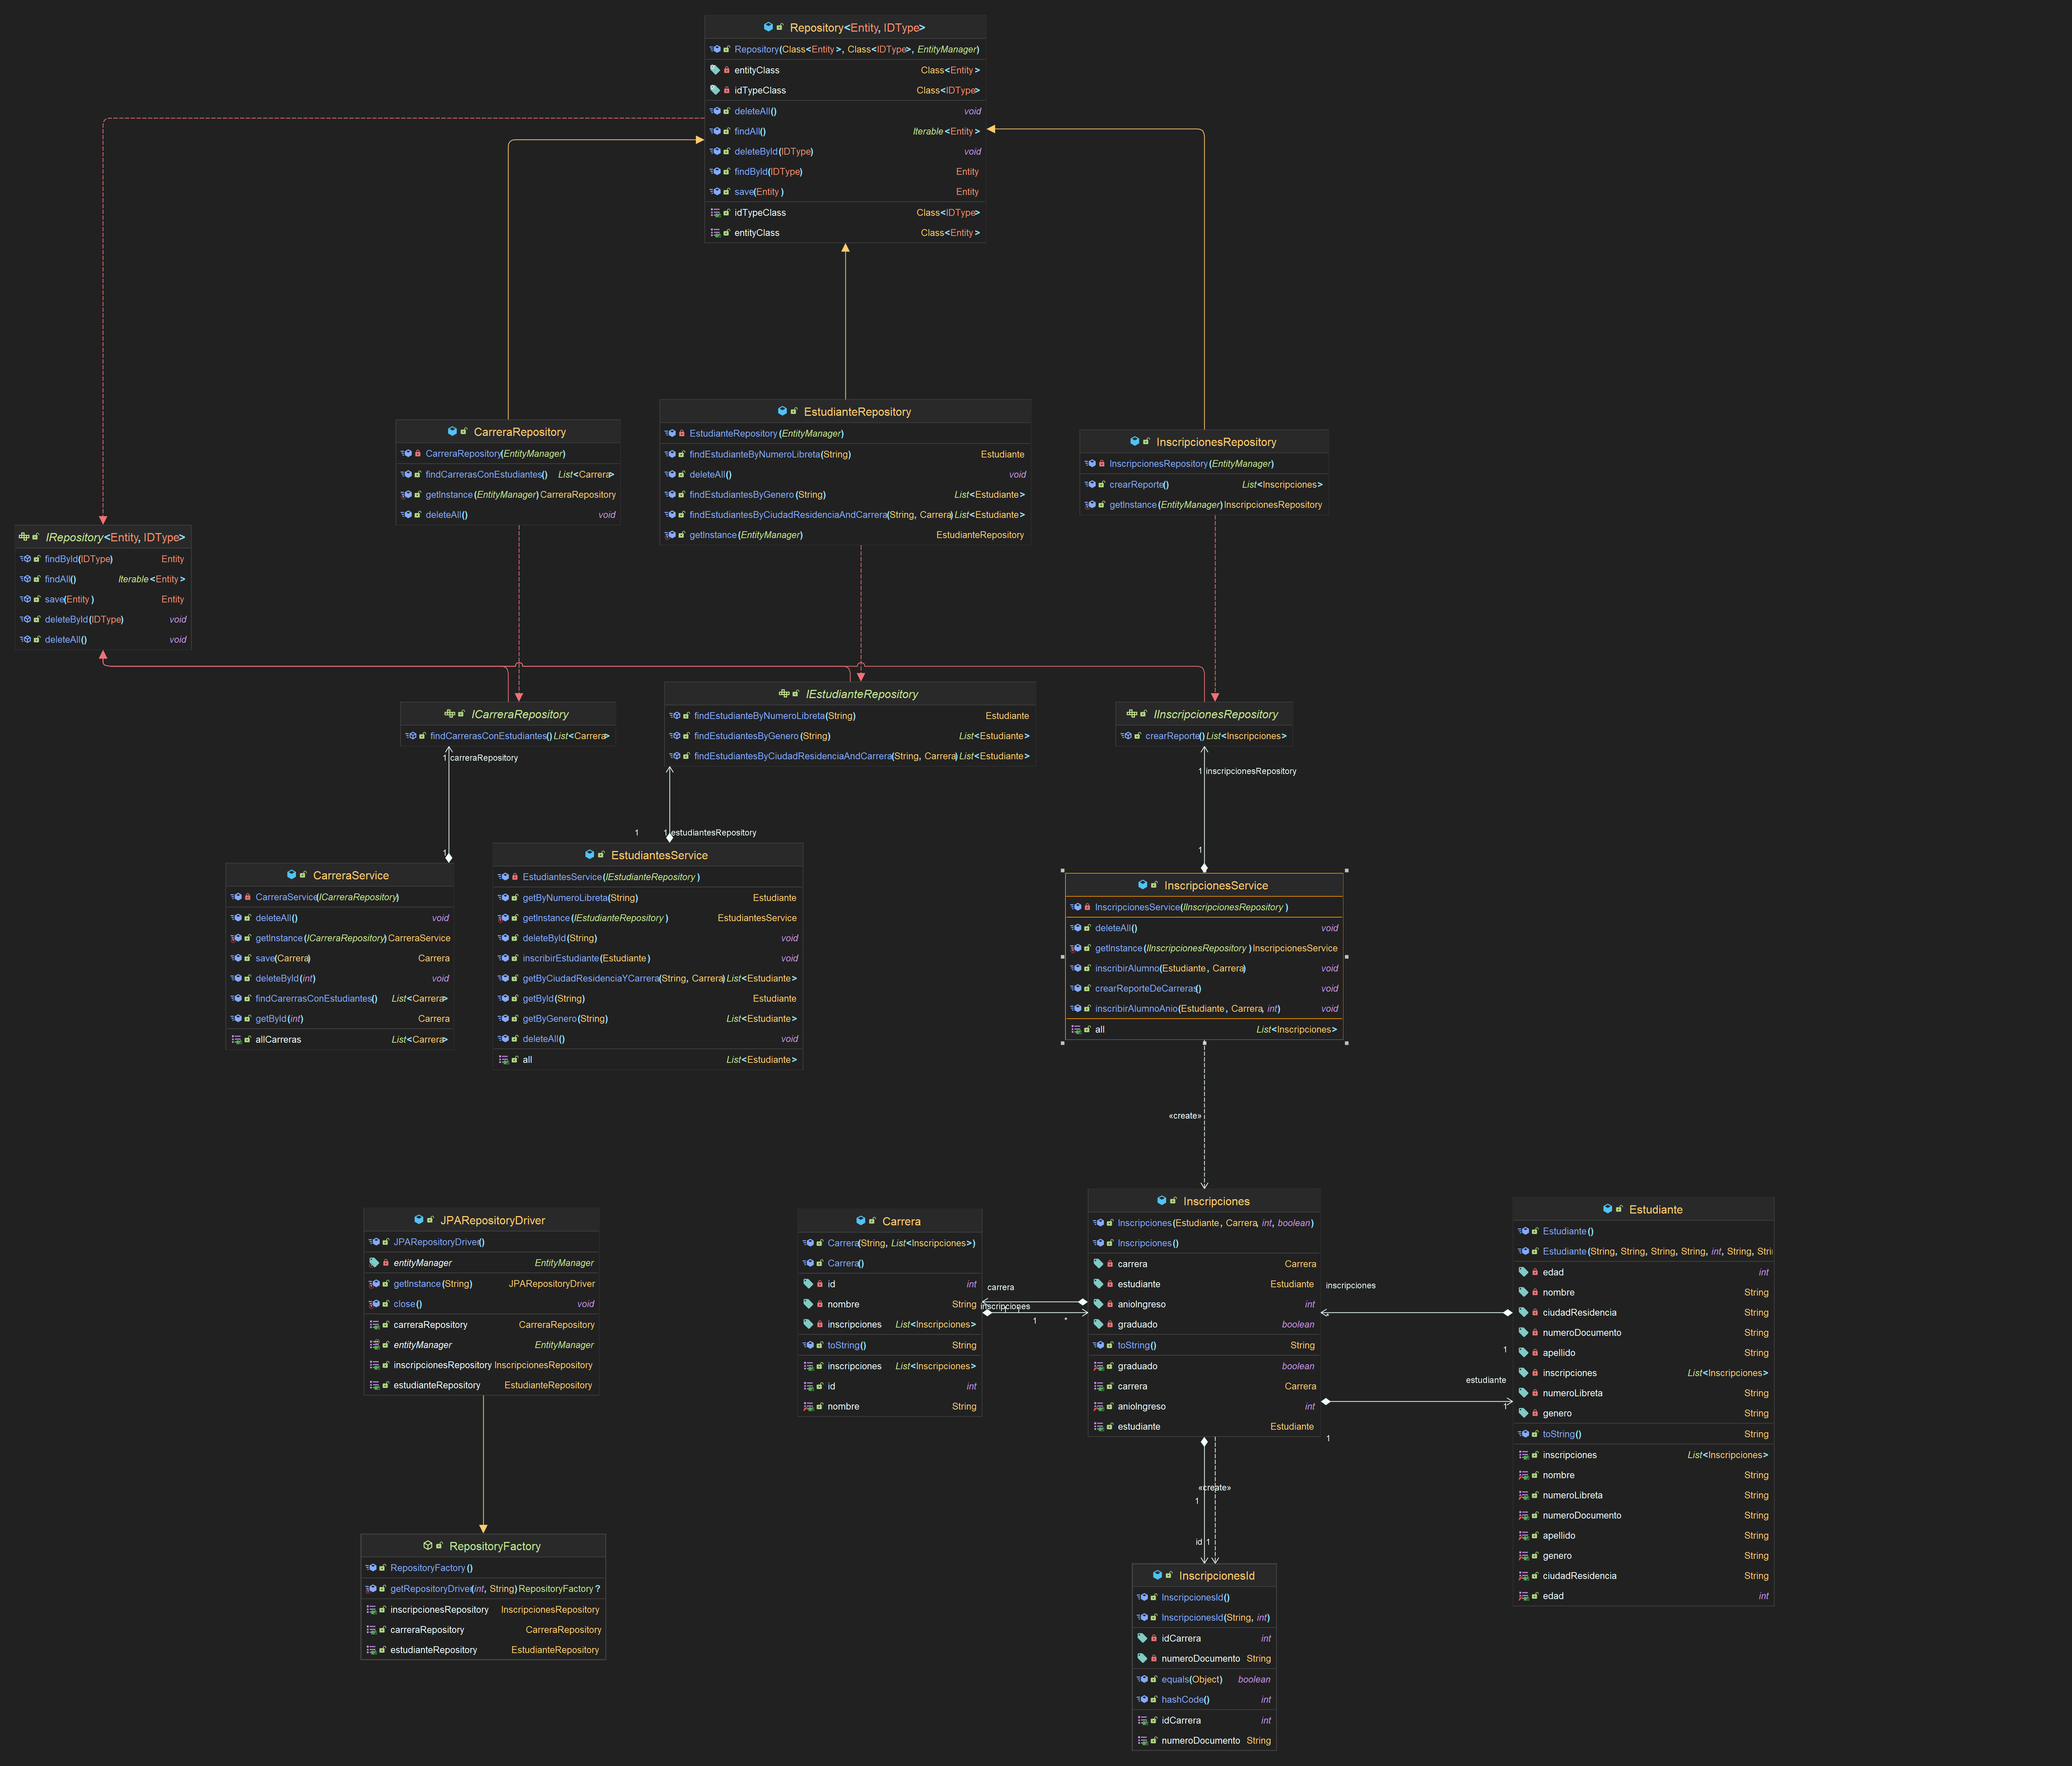 Repository<Entity, IDType>
Repository(Class<Entity>, Class<IDType>, EntityManager)
entityClass Class<Entity>
idTypeClass Class<IDType>
deleteAll() void
findAll() Iterable<Entity>
deleteById(IDType) void
findById(IDType) Entity
save(Entity) Entity
idTypeClass Class<IDType>
entityClass Class<Entity>
CarreraRepository
CarreraRepository(EntityManager)
findCarrerasConEstudiantes() List<Carrera>
getInstance(EntityManager) CarreraRepository
deleteAll() void
EstudianteRepository
EstudianteRepository(EntityManager)
findEstudianteByNumeroLibreta(String) Estudiante
deleteAll() void
findEstudiantesByGenero(String) List<Estudiante>
findEstudiantesByCiudadResidenciaAndCarrera(String, Carrera) List<Estudiante>
getInstance(EntityManager) EstudianteRepository
InscripcionesRepository
InscripcionesRepository(EntityManager)
crearReporte() List<Inscripciones>
getInstance(EntityManager) InscripcionesRepository
IRepository<Entity, IDType>
findById(IDType) Entity
findAll() Iterable<Entity>
save(Entity) Entity
deleteById(IDType) void
deleteAll() void
ICarreraRepository
findCarrerasConEstudiantes() List<Carrera>
IEstudianteRepository
findEstudianteByNumeroLibreta(String) Estudiante
findEstudiantesByGenero(String) List<Estudiante>
findEstudiantesByCiudadResidenciaAndCarrera(String, Carrera) List<Estudiante>
IInscripcionesRepository
crearReporte() List<Inscripciones>
1 carreraRepository
1
1 1 estudiantesRepository
1 inscripcionesRepository
1
CarreraService
CarreraService(ICarreraRepository)
deleteAll() void
getInstance(ICarreraRepository) CarreraService
save(Carrera) Carrera
deleteById(int) void
findCarerrasConEstudiantes() List<Carrera>
getById(int) Carrera
allCarreras List<Carrera>
EstudiantesService
EstudiantesService(IEstudianteRepository)
getByNumeroLibreta(String) Estudiante
getInstance(IEstudianteRepository) EstudiantesService
deleteById(String) void
inscribirEstudiante(Estudiante) void
getByCiudadResidenciaYCarrera(String, Carrera) List<Estudiante>
getById(String) Estudiante
getByGenero(String) List<Estudiante>
deleteAll() void
all List<Estudiante>
InscripcionesService
InscripcionesService(IInscripcionesRepository)
deleteAll() void
getInstance(IInscripcionesRepository) InscripcionesService
inscribirAlumno(Estudiante, Carrera) void
crearReporteDeCarreras() void
inscribirAlumnoAnio(Estudiante, Carrera, int) void
all List<Inscripciones>
«create»
JPARepositoryDriver
JPARepositoryDriver()
entityManager EntityManager
getInstance(String) JPARepositoryDriver
close() void
carreraRepository CarreraRepository
entityManager EntityManager
inscripcionesRepository InscripcionesRepository
estudianteRepository EstudianteRepository
Carrera
Carrera(String, List<Inscripciones>)
Carrera()
id int
nombre String
inscripciones List<Inscripciones>
toString() String
inscripciones List<Inscripciones>
id int
nombre String
carrera
inscripciones
1 *
Inscripciones
Inscripciones(Estudiante, Carrera, int, boolean)
Inscripciones()
carrera Carrera
estudiante Estudiante
anioIngreso int
graduado boolean
toString() String
graduado boolean
carrera Carrera
anioIngreso int
estudiante Estudiante
inscripciones
1
estudiante
1
1
Estudiante
Estudiante()
Estudiante(String, String, String, String, int, String, Stri
edad int
nombre String
ciudadResidencia String
numeroDocumento String
apellido String
inscripciones List<Inscripciones>
numeroLibreta String
genero String
toString() String
inscripciones List<Inscripciones>
nombre String
numeroLibreta String
numeroDocumento String
apellido String
genero String
ciudadResidencia String
edad int
«create»
1
id 1
RepositoryFactory
RepositoryFactory()
getRepositoryDriver(int, String) RepositoryFactory?
inscripcionesRepository InscripcionesRepository
carreraRepository CarreraRepository
estudianteRepository EstudianteRepository
InscripcionesId
InscripcionesId()
InscripcionesId(String, int)
idCarrera int
numeroDocumento String
equals(Object) boolean
hashCode() int
idCarrera int
numeroDocumento String